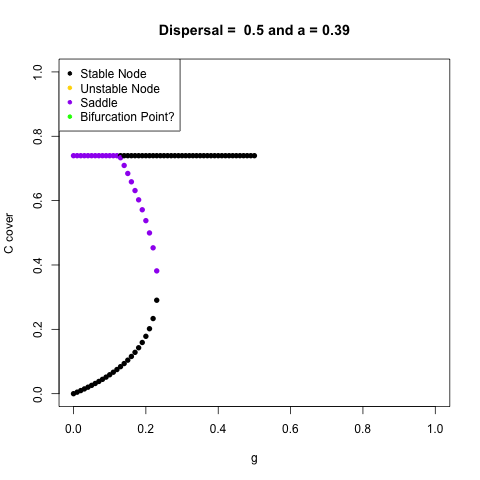 Dispersal =  0.5 and a = 0.39
Stable Node
Unstable Node
Saddle
Bifurcation Point?
C cover
1.0
0.8
0.6
0.4
0.2
0.0
0.0 0.2 0.4 0.6 0.8 1.0
g